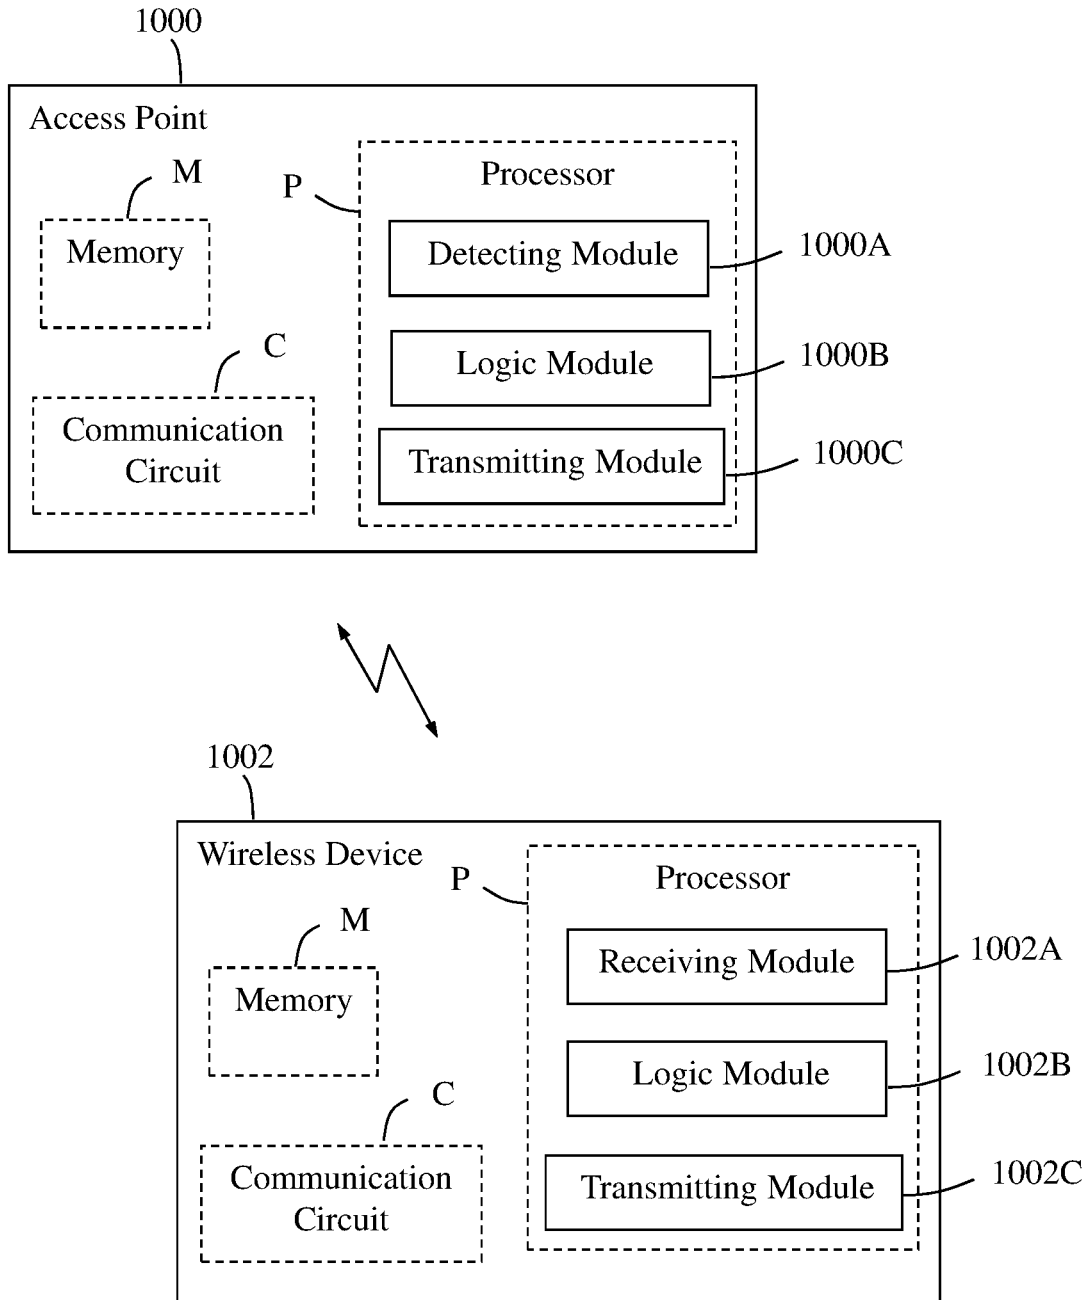 1000
Access Point
M
Memory
P
Processor
Detecting Module
1000A
C
Logic Module
1000B
Communication
Circuit
Transmitting Module
1000C
1002
Wireless Device
P
Processor
M
Memory
Receiving Module
1002A
Logic Module
1002B
C
Communication
Circuit
Transmitting Module
1002C